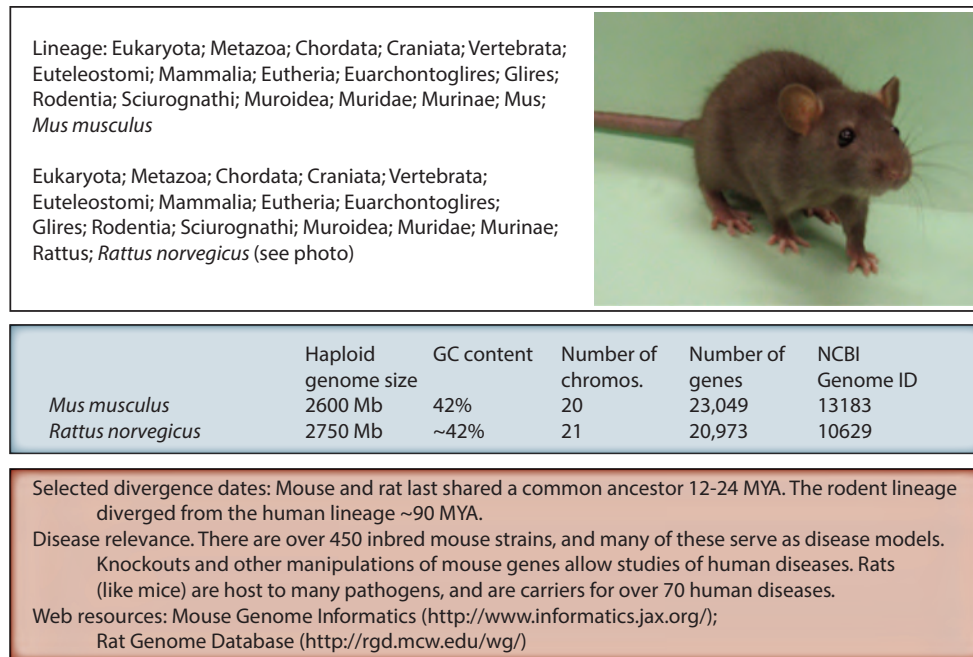 Lineage: Eukaryota; Metazoa; Chordata; Craniata; Vertebrata;
Euteleostomi; Mammalia; Eutheria; Euarchontoglires; Glires;
Rodentia; Sciurognathi; Muroidea; Muridae; Murinae; Mus;
Mus musculus
Eukaryota; Metazoa; Chordata; Craniata; Vertebrata;
Euteleostomi; Mammalia; Eutheria; Euarchontoglires;
Glires; Rodentia; Sciurognathi; Muroidea; Muridae; Murinae;
Rattus; Rattus norvegicus (see photo)
Haploid GC content Number of Number of NCBI
genome size chromos. genes Genome ID
Mus musculus 2600 Mb 42% 20 23,049 13183
Rattus norvegicus 2750 Mb ~42% 21 20,973 10629
Selected divergence dates: Mouse and rat last shared a common ancestor 12-24 MYA. The rodent lineage
diverged from the human lineage ~90 MYA.
Disease relevance. There are over 450 inbred mouse strains, and many of these serve as disease models.
Knockouts and other manipulations of mouse genes allow studies of human diseases. Rats
(like mice) are host to many pathogens, and are carriers for over 70 human diseases.
Web resources: Mouse Genome Informatics (http://www.informatics.jax.org/);
Rat Genome Database (http://rgd.mcw.edu/wg/)